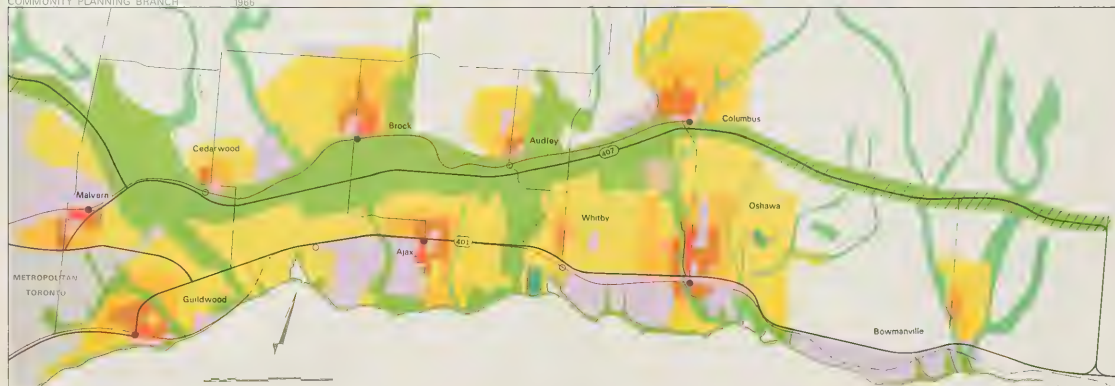 COMMUNITY PLANNING BRANCH 1966
Brock
Columbus
Audley
407
Cedarwood
Malvern
Oshawa
Whitby
401
Ajax
METROPOLITAN
TORONTO
Guildwood
Bowmanville